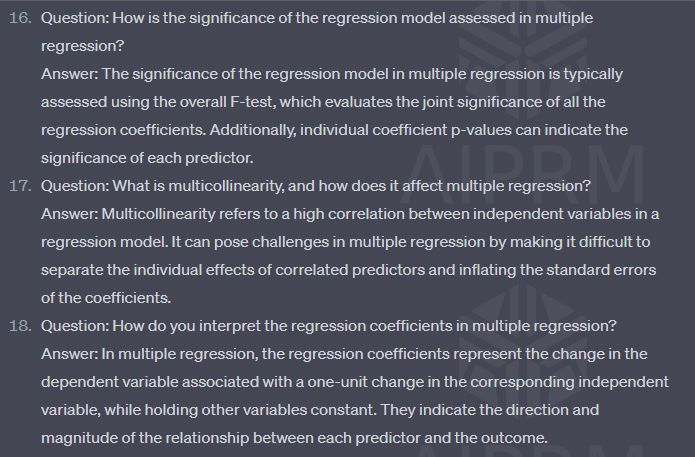 16. Question: How is the significance of the regression model assessed in multiple
regression?
Answer: The significance of the regression model in multiple regression is typically
assessed using the overall F-test, which evaluates the joint significance of all the
regression coefficients. Additionally, individual coefficient p-values can indicate the
significance of each predictor.
AIPRM
17. Question: What is multicollinearity, and how does it affect multiple regression?
Answer: Multicollinearity refers to a high correlation between independent variables in a
regression model. It can pose challenges in multiple regression by making it difficult to
separate the individual effects of correlated predictors and inflating the standard errors
of the coefficients.
18. Question: How do you interpret the regression coefficients in multiple regression?
Answer: In multiple regression, the regression coefficients represent the change in the
dependent variable associated with a one-unit change in the corresponding independent
variable, while holding other variables constant. They indicate the direction and
magnitude of the relationship between each predictor and the outcome.
AIPRM